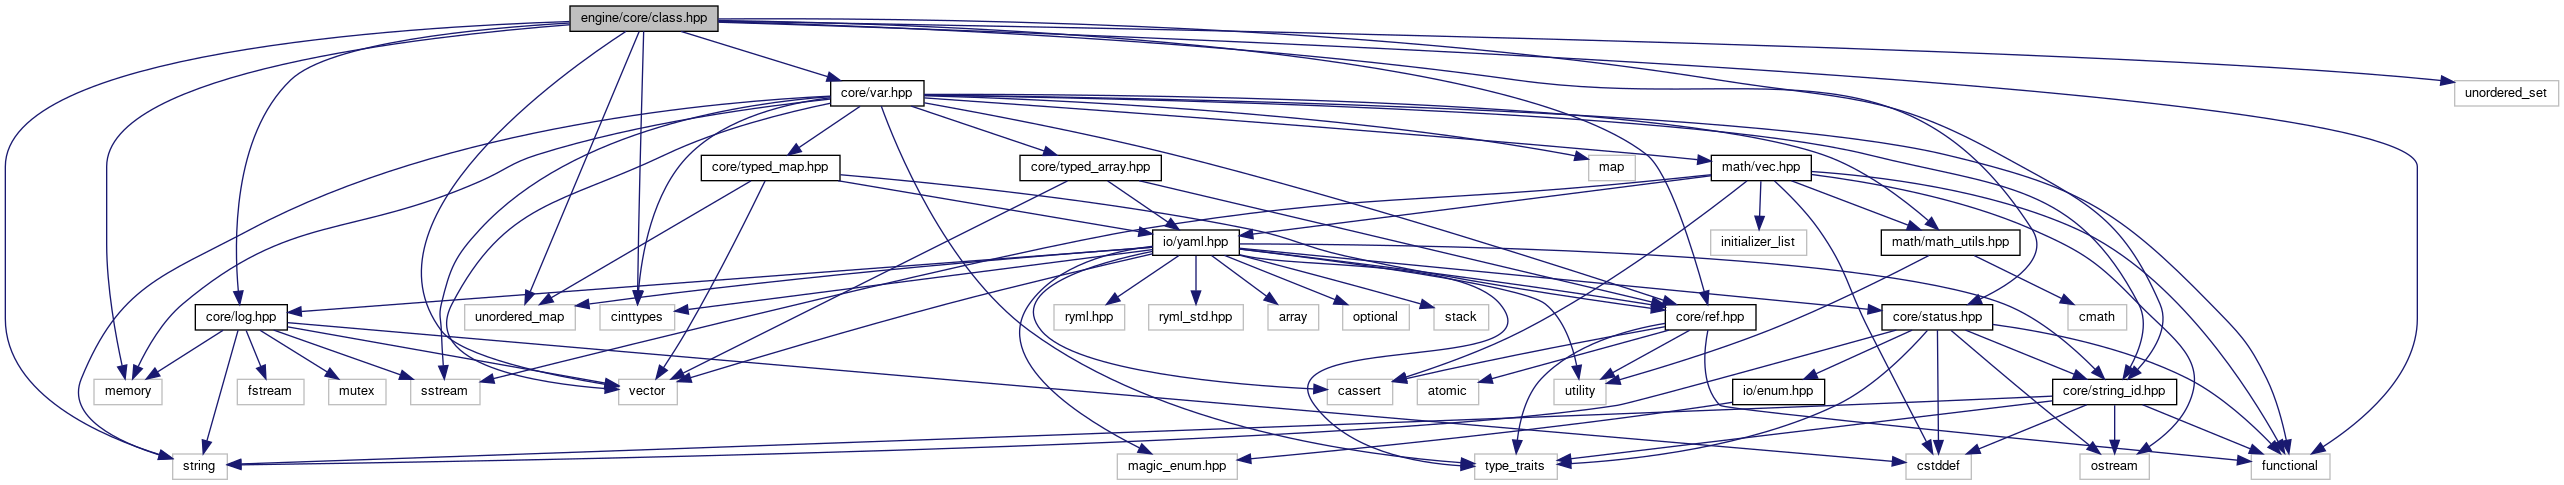 engine/core/class.hpp
core/var.hpp
unordered_set
core/typed_map.hpp
core/typed_array.hpp
map
math/vec.hpp
io/yaml.hpp
initializer_list
math/math_utils.hpp
core/log.hpp
unordered_map
cinttypes
ryml.hpp
ryml_std.hpp
array
optional
stack
core/ref.hpp
core/status.hpp
cmath
memory
fstream
mutex
sstream
vector
cassert
atomic
utility
io/enum.hpp
core/string_id.hpp
string
magic_enum.hpp
type_traits
cstddef
ostream
functional